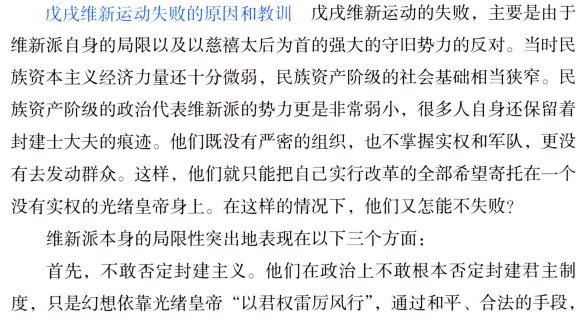 戊戌维新运动失败的原因和教训　戊戌维新运动的失败，主要是由于
维新派自身的局限以及以慈禧太后为首的强大的守旧势力的反对。当时民
族资本主义经济力量还十分微弱，民族资产阶级的社会基础相当狭窄。民
族资产阶级的政治代表维新派的势力更是非常弱小，很多人自身还保留着
封建士大夫的痕迹。他们既没有严密的组织，也不掌握实权和军队，更没
有去发动群众。这样，他们就只能把自己实行改革的全部希望寄托在一个
没有实权的光绪皇帝身上。在这样的情况下，他们又怎能不失败？
维新派本身的局限性突出地表现在以下三个方面：
首先，不敢否定封建主义。他们在政治上不敢根本否定封建君主制
度，只是幻想依靠光绪皇帝“以君权雷厉风行”，通过和平、合法的手段，